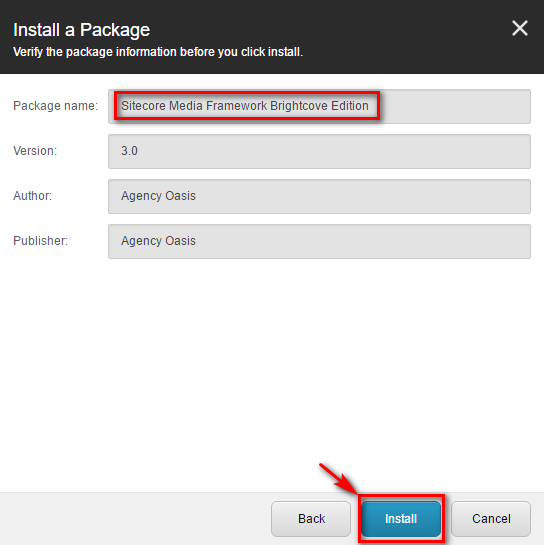 Install a Package
Verify the package information before you click install.
Package name: Sitecore Media Framework Brightcove Edition
Version: 3.0
Author: Agency Oasis
Publisher: Agency Oasis
Back Install Cancel